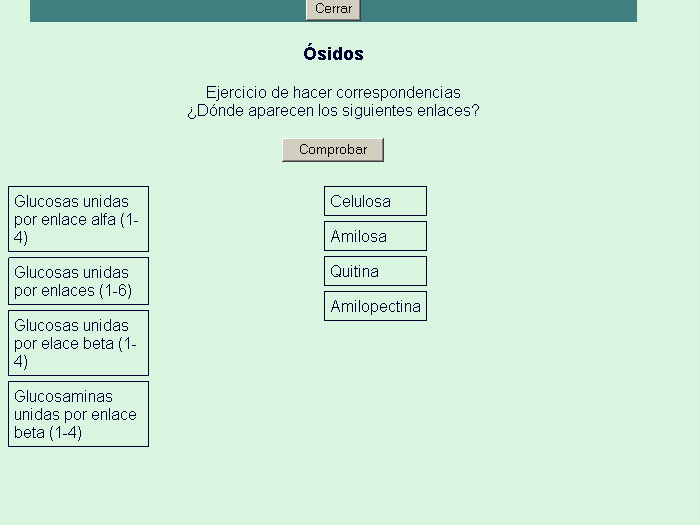 Cerrar
Ósidos
Ejercicio de hacer correspondencias
¿Dónde aparecen los siguientes enlaces?
Comprobar
Glucosas unidas
por enlace alfa (1-
4)
Glucosas unidas
por enlaces (1-6)
Glucosas unidas
por elace beta (1-
4)
Glucosaminas
unidas por enlace
beta (1-4)
Celulosa
Amilosa
Quitina
Amilopectina